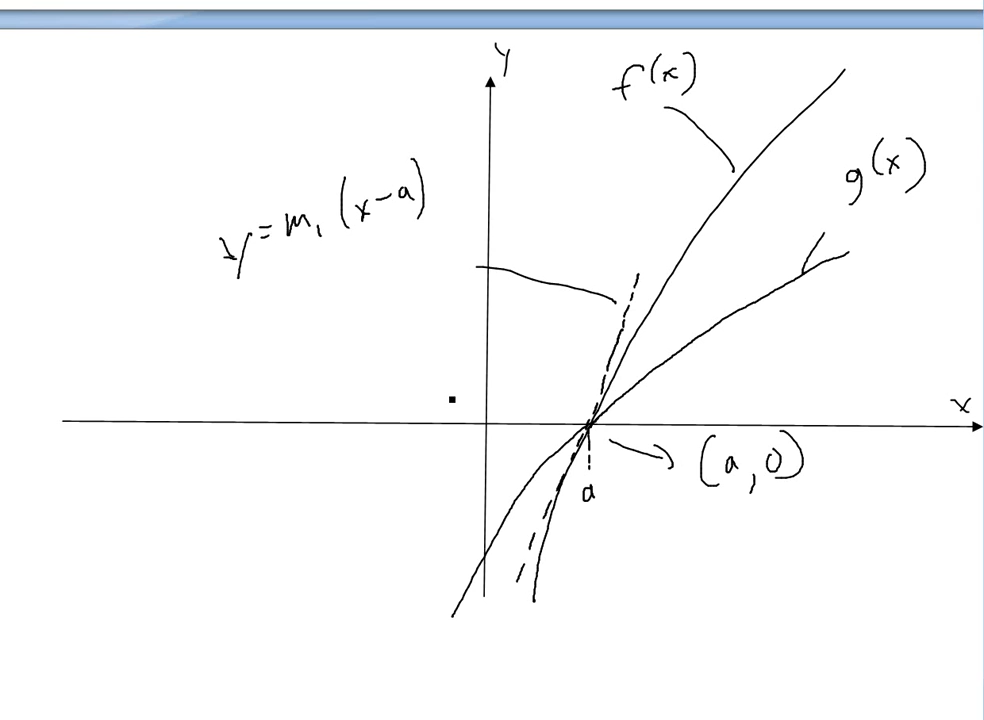 y
f(x)
g(x)
y = m₁ (x-a)
x
(a, 0)
a